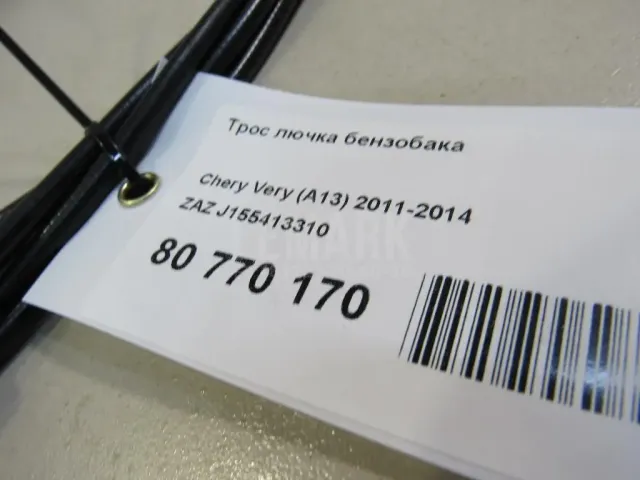 Трос лючка бензобака
Chery Very (A13) 2011-2014
ZAZ J155413310
80 770 170